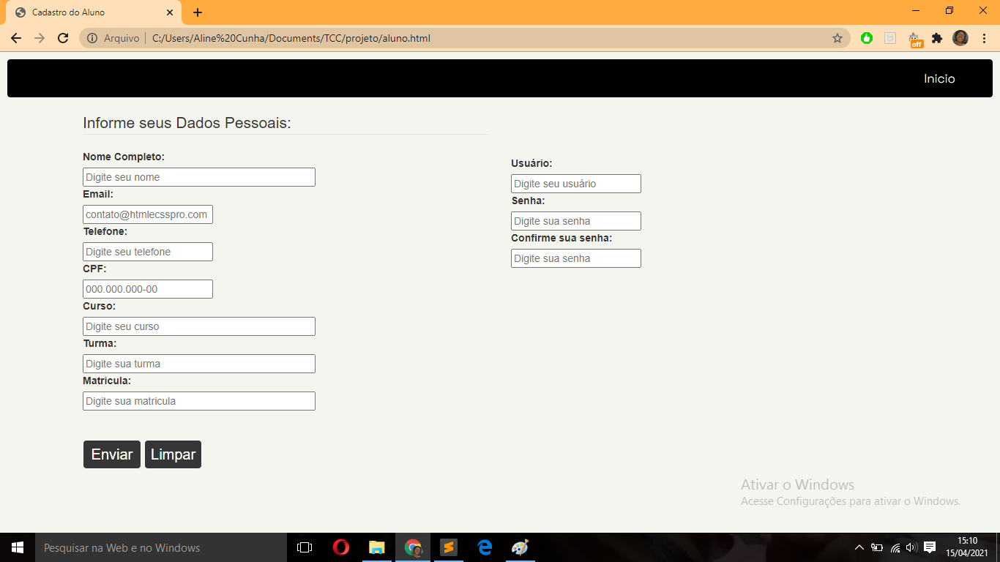 Cadastro do Aluno
Arquivo
C:/Users/Aline%20Cunha/Documents/TCC/projeto/aluno.html
off
Inicio
Informe seus Dados Pessoais:
Nome Completo:
Digite seu nome
Email:
contato@htmlecsspro.com
Telefone:
Digite seu telefone
CPF:
000.000.000-00
Curso:
Digite seu curso
Turma:
Digite sua turma
Matricula:
Digite sua matricula
Usuário:
Digite seu usuário
Senha:
Digite sua senha
Confirme sua senha:
Digite sua senha
Enviar Limpar
Ativar o Windows
Acesse Configurações para ativar o Windows.
Pesquisar na Web e no Windows
15:10
15/04/2021